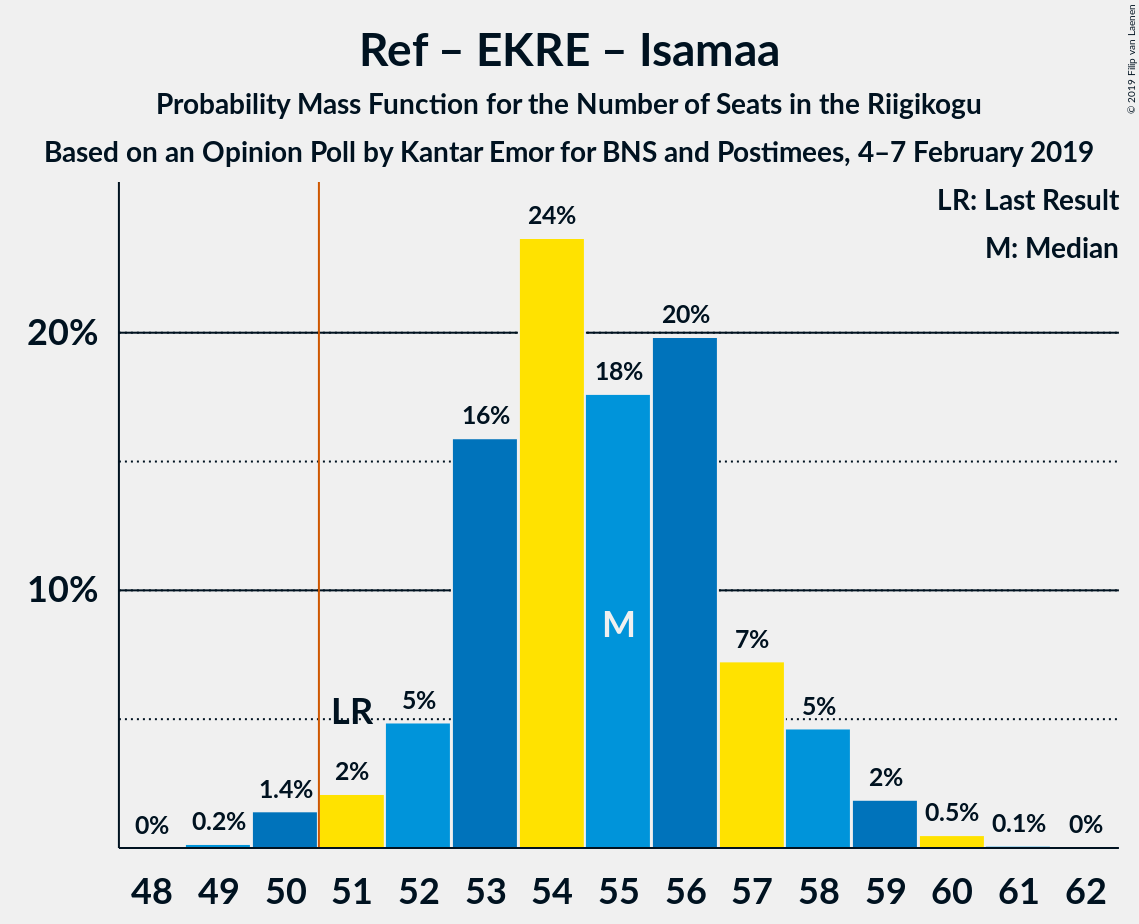 Ref – EKRE – Isamaa
Probability Mass Function for the Number of Seats in the Riigikogu
Based on an Opinion Poll by Kantar Emor for BNS and Postimees, 4–7 February 2019
© 2019 Filip van Laenen
LR: Last Result
M: Median
20%
10%
0%
0.2%
1.4%
2%
5%
16%
24%
18%
20%
7%
5%
2%
0.5%
0.1%
0%
LR
M
48 49 50 51 52 53 54 55 56 57 58 59 60 61 62